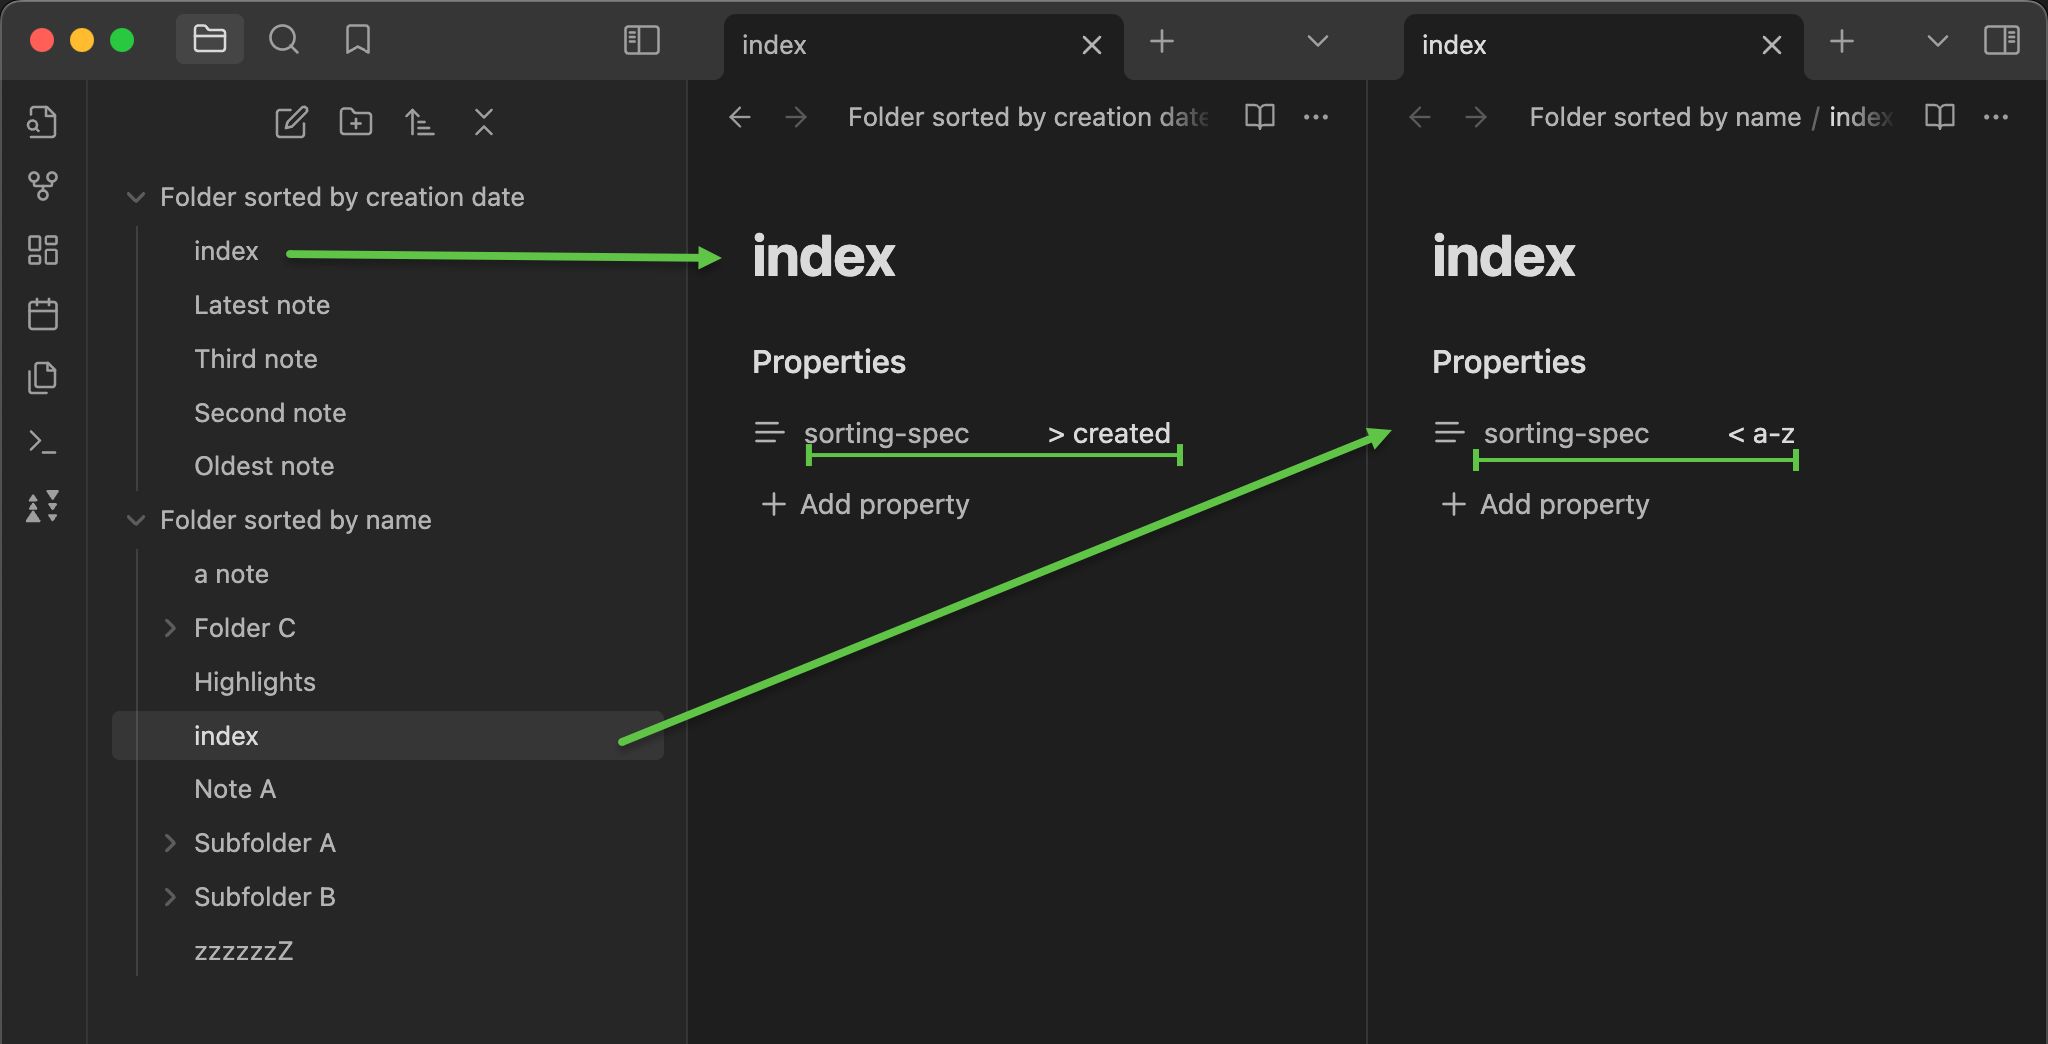 index
index
Folder sorted by creation date
Folder sorted by name / index
Folder sorted by creation date
index
Latest note
Third note
Second note
Oldest note
Folder sorted by name
a note
Folder C
Highlights
index
Note A
Subfolder A
Subfolder B
zzzzzzZ
index
Properties
sorting-spec > created
Add property
index
Properties
sorting-spec < a-z
Add property